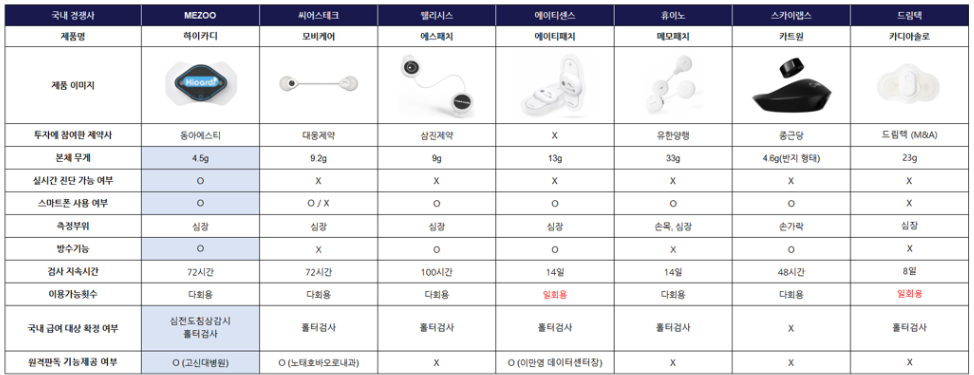 국내 경쟁사 MEZOO 씨어스테크 웰리시스 에이티센스 휴이노 스카이랩스 드림텍
제품명 하이카디 모비케어 에스패치 에이티패치 메모패치 카트원 카디아솔로
제품 이미지 Hicardi
투자에 참여한 제약사 동아에스티 대웅제약 삼진제약 X 유한양행 종근당 드림텍 (M&A)
본체 무게 4.5g 9.2g 9g 13g 33g 4.6g(반지 형태) 23g
실시간 진단 가능 여부 O X X X X X X
스마트폰 사용 여부 O O / X O O O O X
측정부위 심장 심장 심장 심장 손목, 심장 손가락 심장
방수기능 O X O O X O X
검사 지속시간 72시간 72시간 100시간 14일 14일 48시간 8일
이용가능횟수 다회용 다회용 다회용 일회용 다회용 다회용 일회용
국내 급여 대상 확정 여부 심전도침상감시 홀터검사 홀터검사 홀터검사 홀터검사 홀터검사 X 홀터검사
원격판독 기능제공 여부 O (고신대병원) O (노태호바오로내과) X O (이만영 데이터센터장) X X X